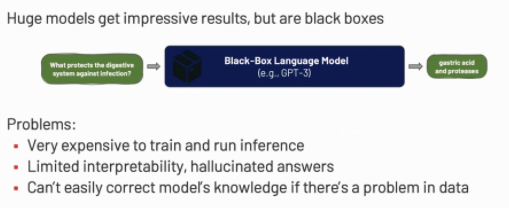 Huge models get impressive results, but are black boxes
What protects the digestive
system against infection?
Black-Box Language Model
(e.g., GPT-3)
gastric acid
and proteases
Problems:
▪ Very expensive to train and run inference
▪ Limited interpretability, hallucinated answers
▪ Can't easily correct model's knowledge if there's a problem in data